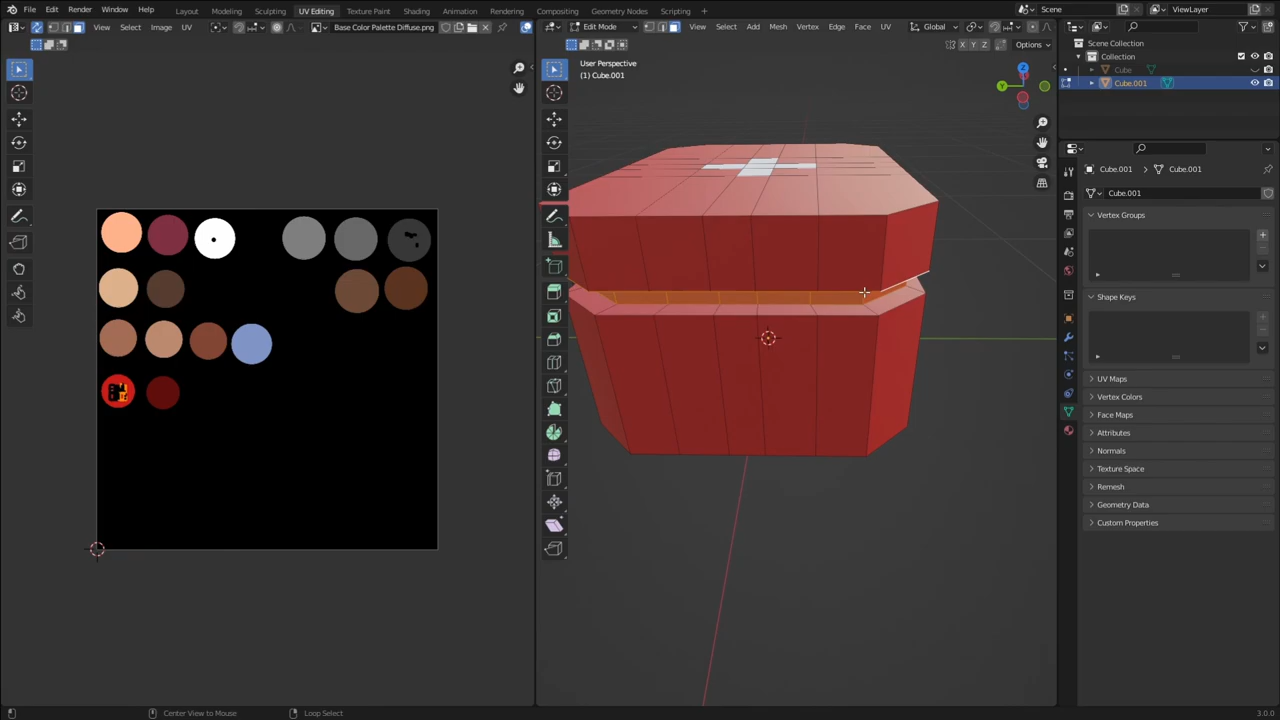 File Edit Render Window Help Layout Modeling Sculpting UV Editing Texture Paint Shading Animation Rendering Compositing Geometry Nodes Scripting Scene ViewLayer
View Select Image UV Base Color Palette Diffuse.png Edit Mode View Select Add Mesh Vertex Edge Face UV Global
X Y Z Options
Scene Collection
Collection
Cube
Cube.001
User Perspective
(1) Cube.001
Z
Y
Cube.001 Cube.001
Cube.001
Vertex Groups
Shape Keys
UV Maps
Vertex Colors
Face Maps
Attributes
Normals
Texture Space
Remesh
Geometry Data
Custom Properties
Center View to Mouse Loop Select 3.0.0